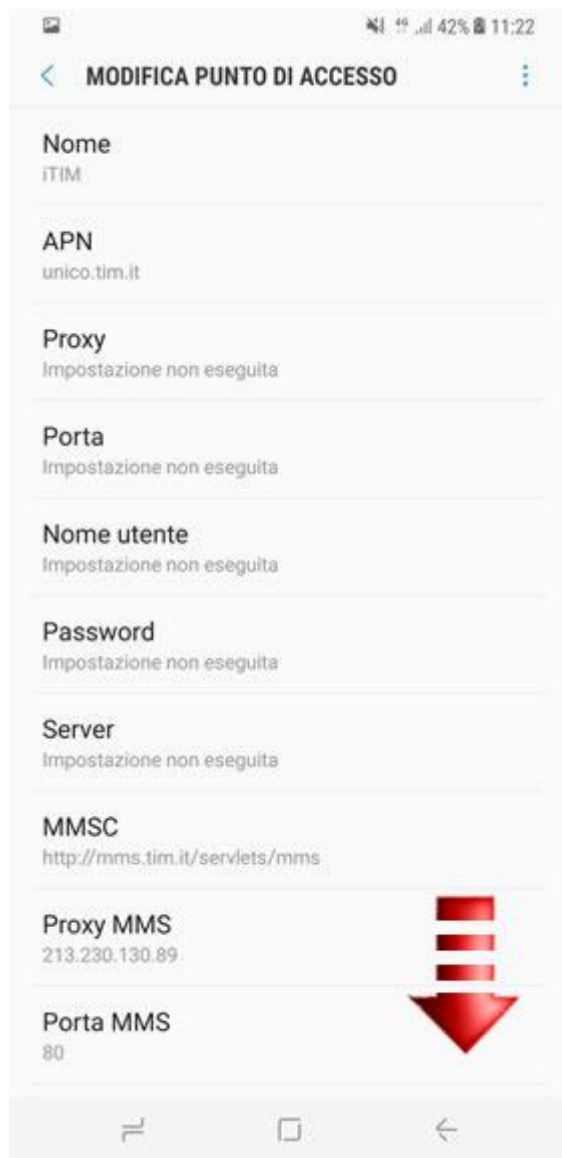 42% 11:22
MODIFICA PUNTO DI ACCESSO
Nome
iTIM
APN
unico.tim.it
Proxy
Impostazione non eseguita
Porta
Impostazione non eseguita
Nome utente
Impostazione non eseguita
Password
Impostazione non eseguita
Server
Impostazione non eseguita
MMSC
http://mms.tim.it/servlets/mms
Proxy MMS
213.230.130.89
Porta MMS
80